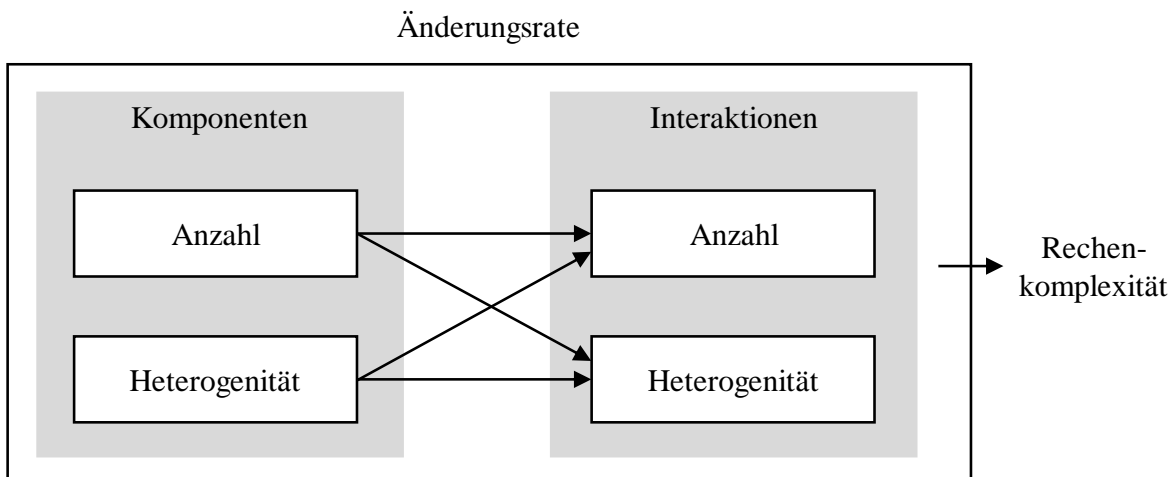 Änderungsrate
Komponenten
Interaktionen
Anzahl
Anzahl
Heterogenität
Heterogenität
Rechen-
komplexität